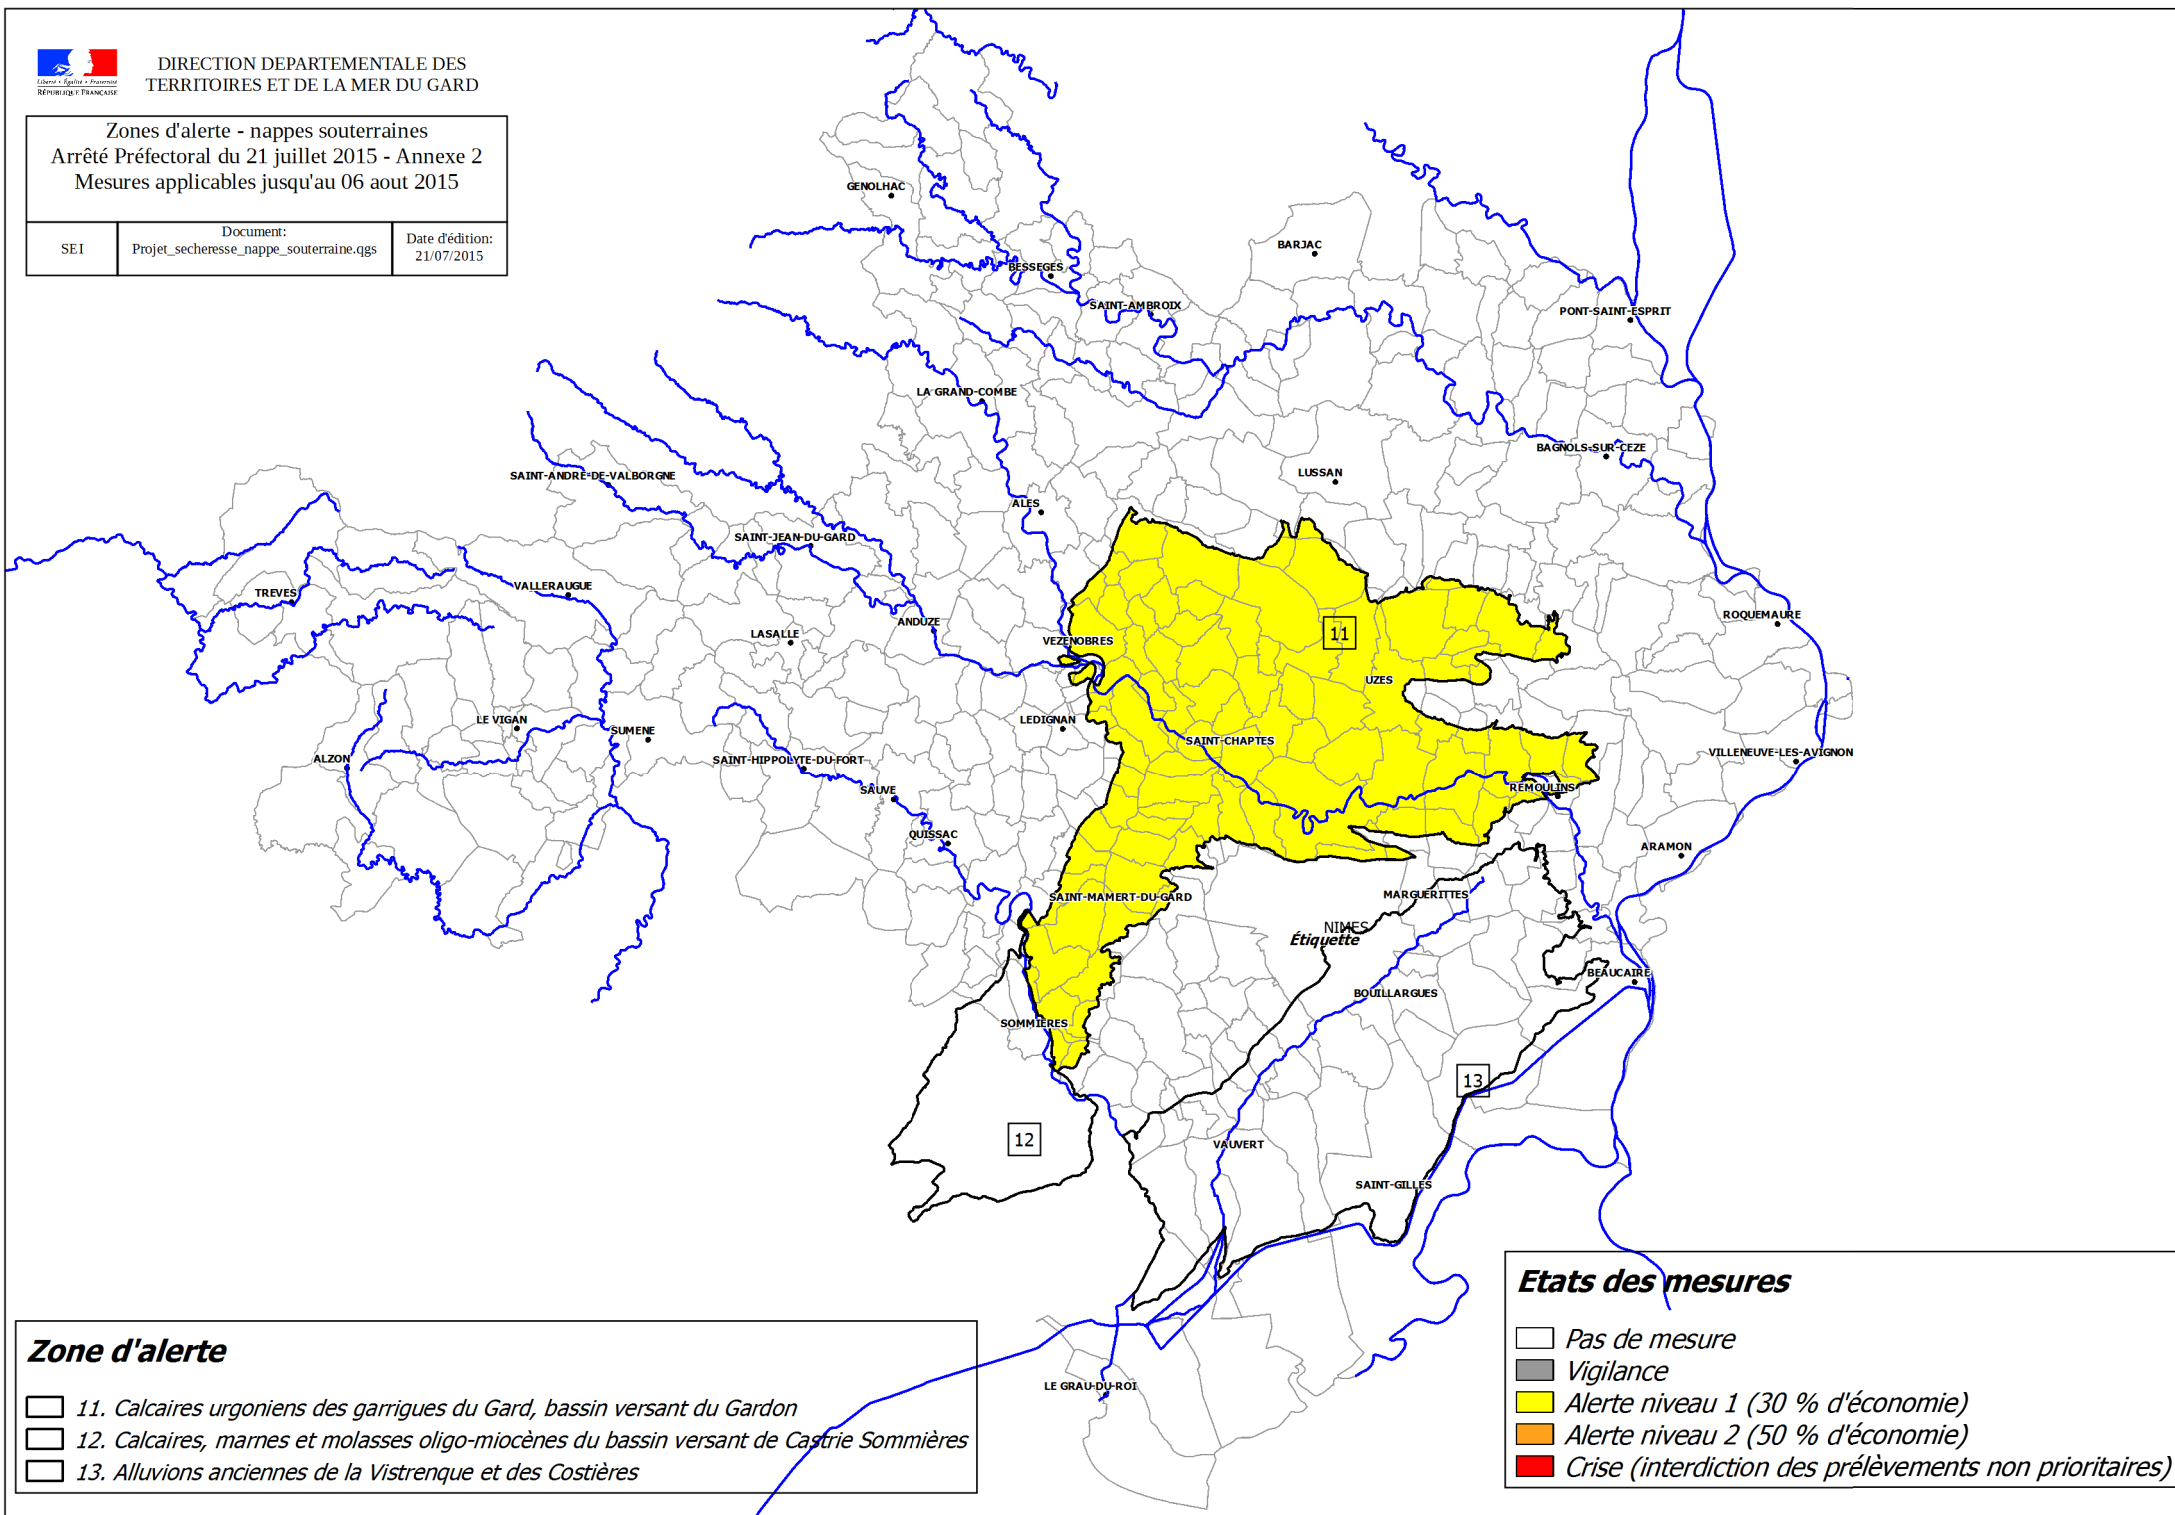 Liberté • Égalité • Fraternité
RÉPUBLIQUE FRANÇAISE
DIRECTION DEPARTEMENTALE DES
TERRITOIRES ET DE LA MER DU GARD
Zones d'alerte - nappes souterraines
Arrêté Préfectoral du 21 juillet 2015 - Annexe 2
Mesures applicables jusqu'au 06 aout 2015
SEI
Document:
Projet_secheresse_nappe_souterraine.qgs
Date d'édition:
21/07/2015
GENOLHAC
BARJAC
BESSEGES
SAINT-AMBROIX
PONT-SAINT-ESPRIT
LA GRAND-COMBE
BAGNOLS-SUR-CEZE
LUSSAN
SAINT-ANDRE-DE-VALBORGNE
ALES
SAINT-JEAN-DU-GARD
VALLERAUGUE
TREVES
ROQUEMAURE
ANDUZE
LASALLE
11
VEZENOBRES
UZES
LE VIGAN
LEDIGNAN
SUMENE
SAINT-CHAPTES
VILLENEUVE-LES-AVIGNON
ALZON
SAINT-HIPPOLYTE-DU-FORT
REMOULINS
SAUVE
QUISSAC
ARAMON
MARGUERITTES
SAINT-MAMERT-DU-GARD
NIMES
Étiquette
BEAUCAIRE
BOUILLARGUES
SOMMIERES
13
12
VAUVERT
SAINT-GILLES
LE GRAU-DU-ROI
Zone d'alerte
11. Calcaires urgoniens des garrigues du Gard, bassin versant du Gardon
12. Calcaires, marnes et molasses oligo-miocènes du bassin versant de Castrie Sommières
13. Alluvions anciennes de la Vistrenque et des Costières
Etats des mesures
Pas de mesure
Vigilance
Alerte niveau 1 (30 % d'économie)
Alerte niveau 2 (50 % d'économie)
Crise (interdiction des prélèvements non prioritaires)